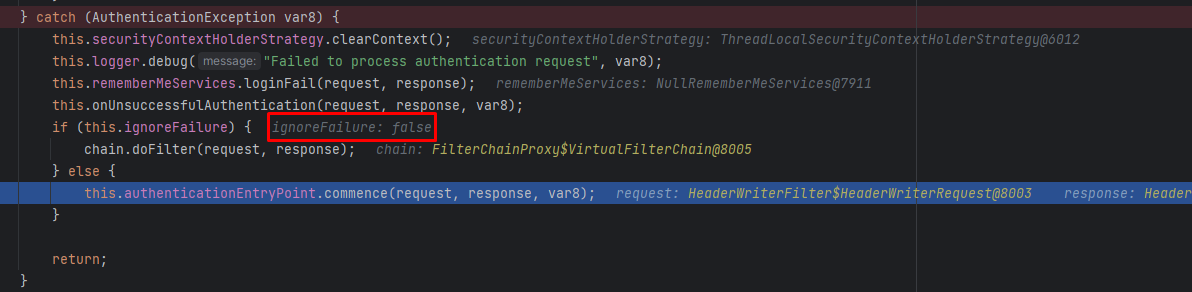 } catch (AuthenticationException var8) {
this.securityContextHolderStrategy.clearContext(); securityContextHolderStrategy: ThreadLocalSecurityContextHolderStrategy@6012
this.logger.debug( message: "Failed to process authentication request", var8);
this.rememberMeServices.loginFail(request, response); rememberMeServices: NullRememberMeServices@7911
this.onUnsuccessfulAuthentication(request, response, var8);
if (this.ignoreFailure) { ignoreFailure: false
chain.doFilter(request, response); chain: FilterChainProxy$VirtualFilterChain@8005
} else {
this.authenticationEntryPoint.commence(request, response, var8); request: HeaderWriterFilter$HeaderWriterRequest@8003 response: Header
}
return;
}